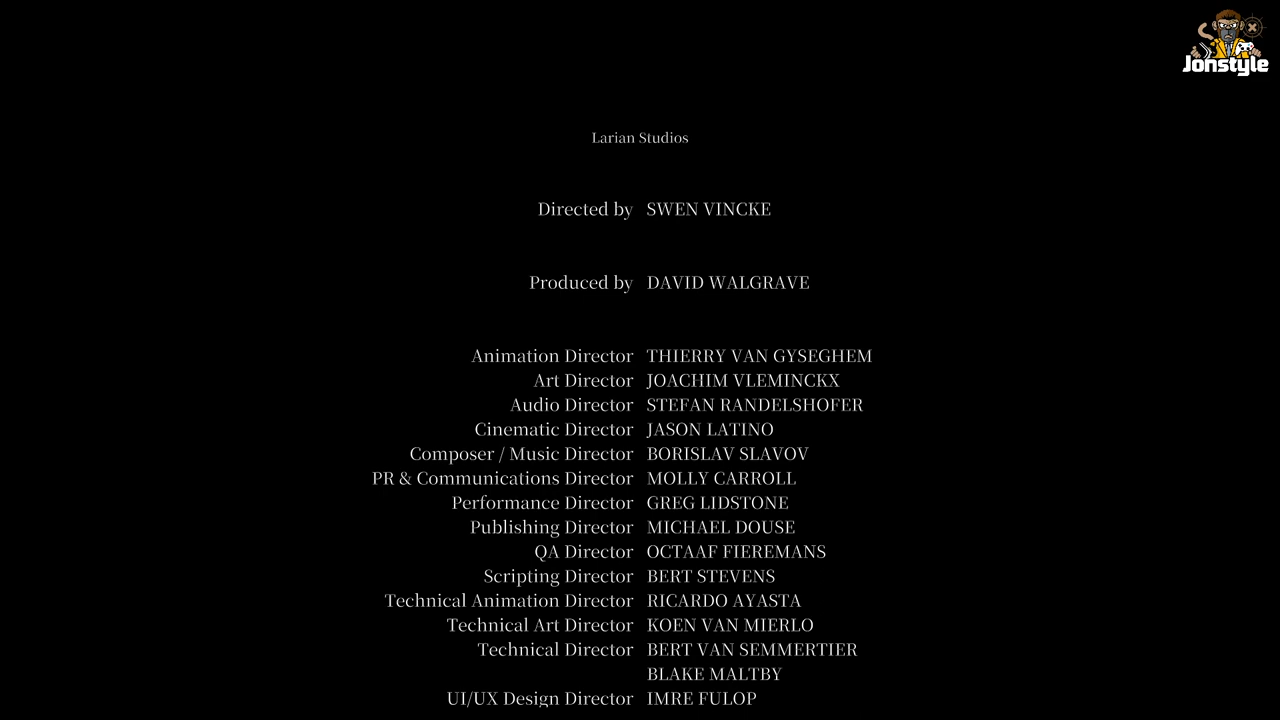 Jonstyle
Larian Studios
Directed by SWEN VINCKE
Produced by DAVID WALGRAVE
Animation Director THIERRY VAN GYSEGHEM
Art Director JOACHIM VLEMINCKX
Audio Director STEFAN RANDELSHOFER
Cinematic Director JASON LATINO
Composer / Music Director BORISLAV SLAVOV
PR & Communications Director MOLLY CARROLL
Performance Director GREG LIDSTONE
Publishing Director MICHAEL DOUSE
QA Director OCTAAF FIEREMANS
Scripting Director BERT STEVENS
Technical Animation Director RICARDO AYASTA
Technical Art Director KOEN VAN MIERLO
Technical Director BERT VAN SEMMERTIER
BLAKE MALTBY
UI/UX Design Director IMRE FULOP